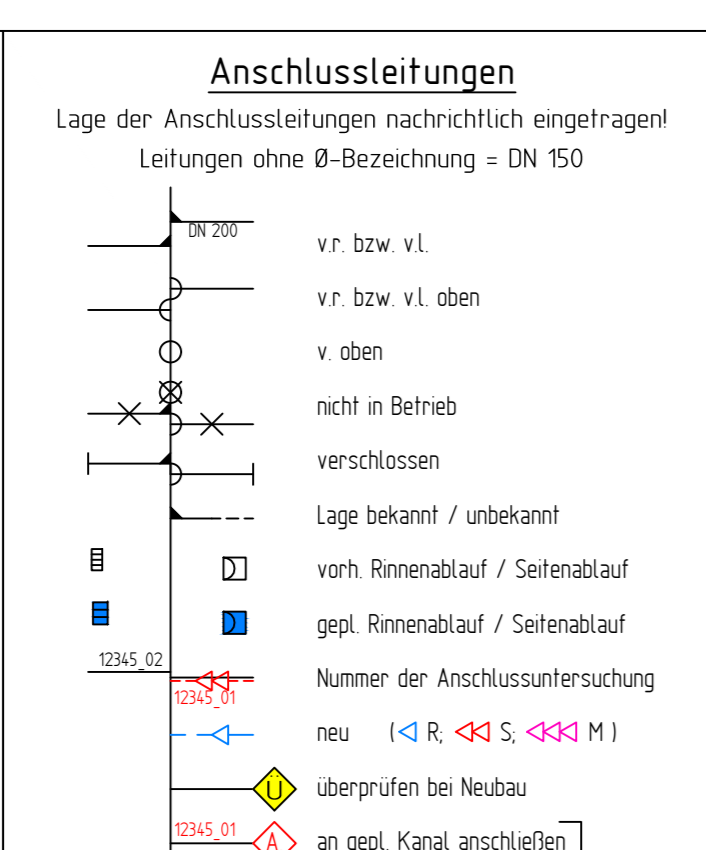 Anschlussleitungen
Lage der Anschlussleitungen nachrichtlich eingetragen!
Leitungen ohne Ø-Bezeichnung = DN 150
DN 200
v.r. bzw. v.l.
v.r. bzw. v.l. oben
v. oben
nicht in Betrieb
verschlossen
Lage bekannt / unbekannt
vorh. Rinnenablauf / Seitenablauf
gepl. Rinnenablauf / Seitenablauf
12345_02
12345_01
Nummer der Anschlussuntersuchung
neu ( R; S; M )
Ü überprüfen bei Neubau
12345_01
A an gepl. Kanal anschließen